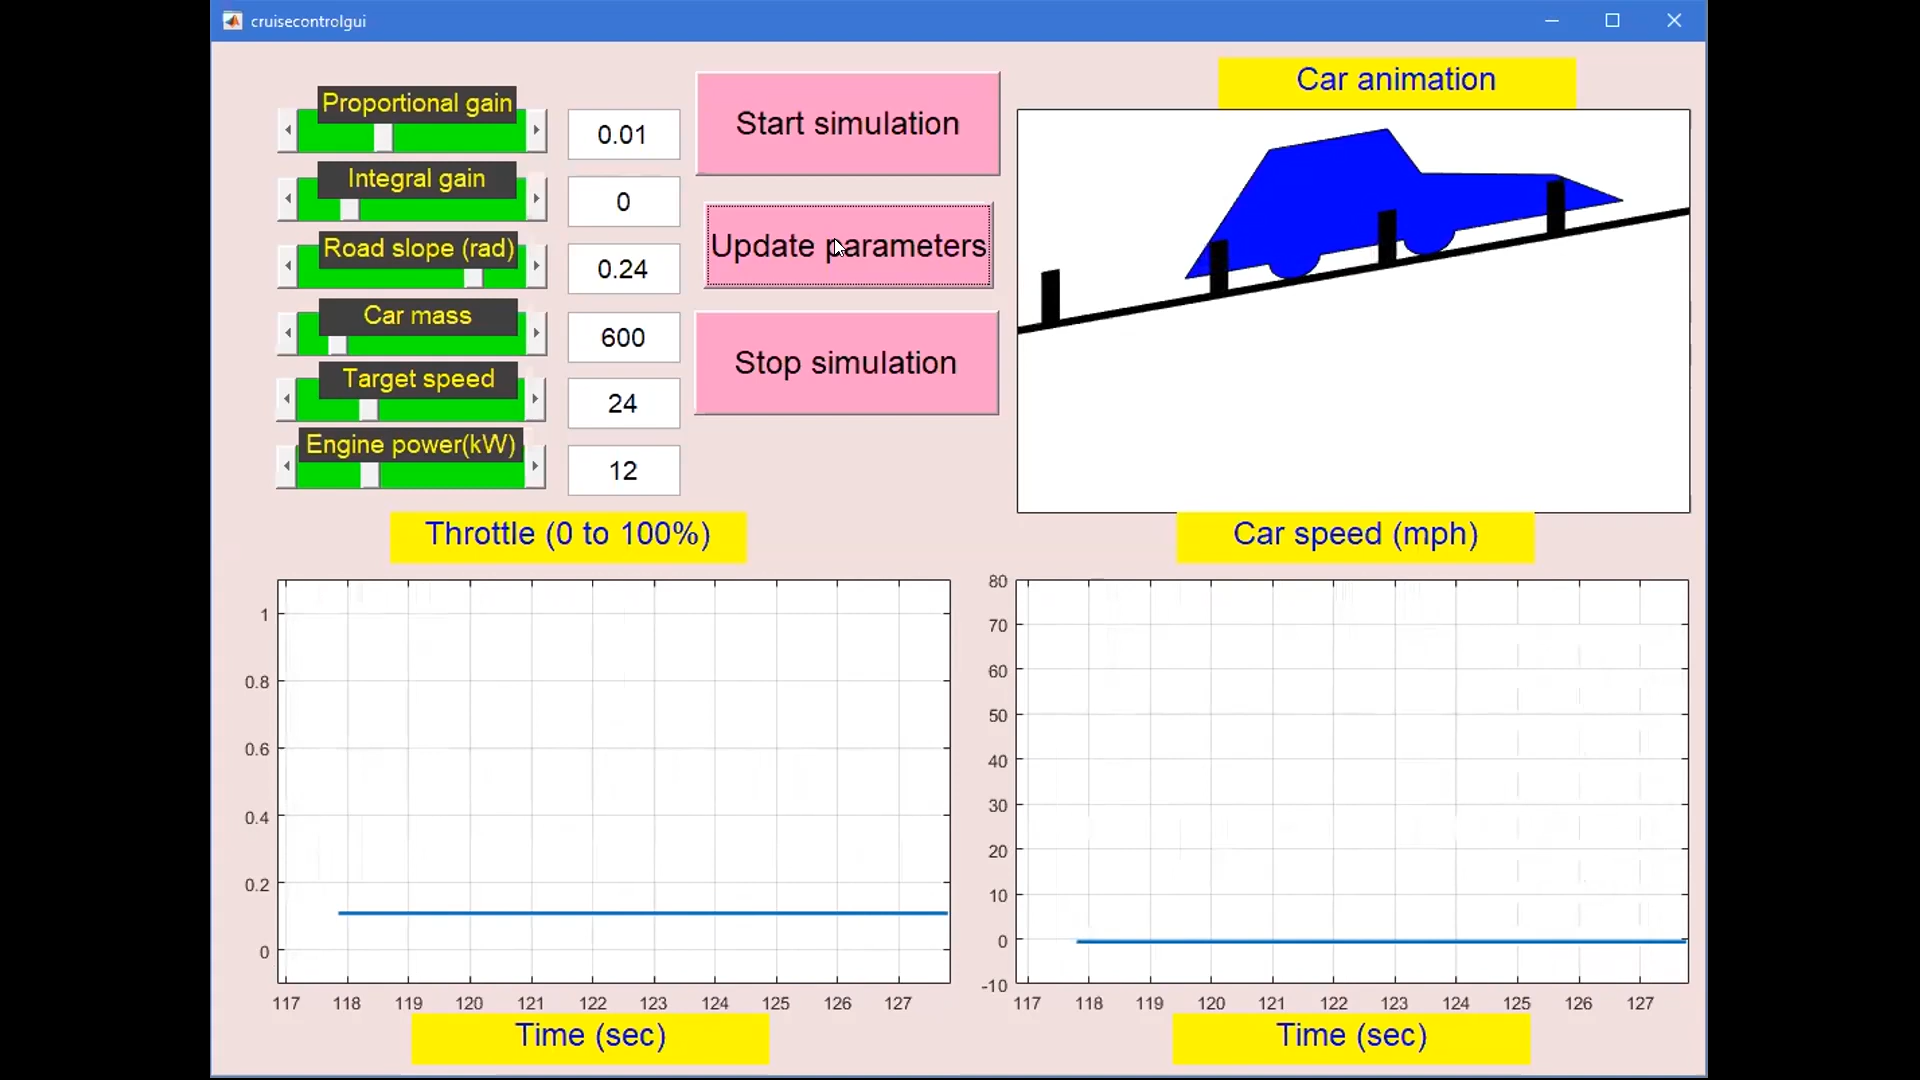 cruisecontrolgui
Proportional gain
0.01
Integral gain
0
Road slope (rad)
0.24
Car mass
600
Target speed
24
Engine power(kW)
12
Start simulation
Update parameters
Stop simulation
Car animation
Throttle (0 to 100%)
1
0.8
0.6
0.4
0.2
0
117 118 119 120 121 122 123 124 125 126 127
Time (sec)
Car speed (mph)
80
70
60
50
40
30
20
10
0
-10
117 118 119 120 121 122 123 124 125 126 127
Time (sec)